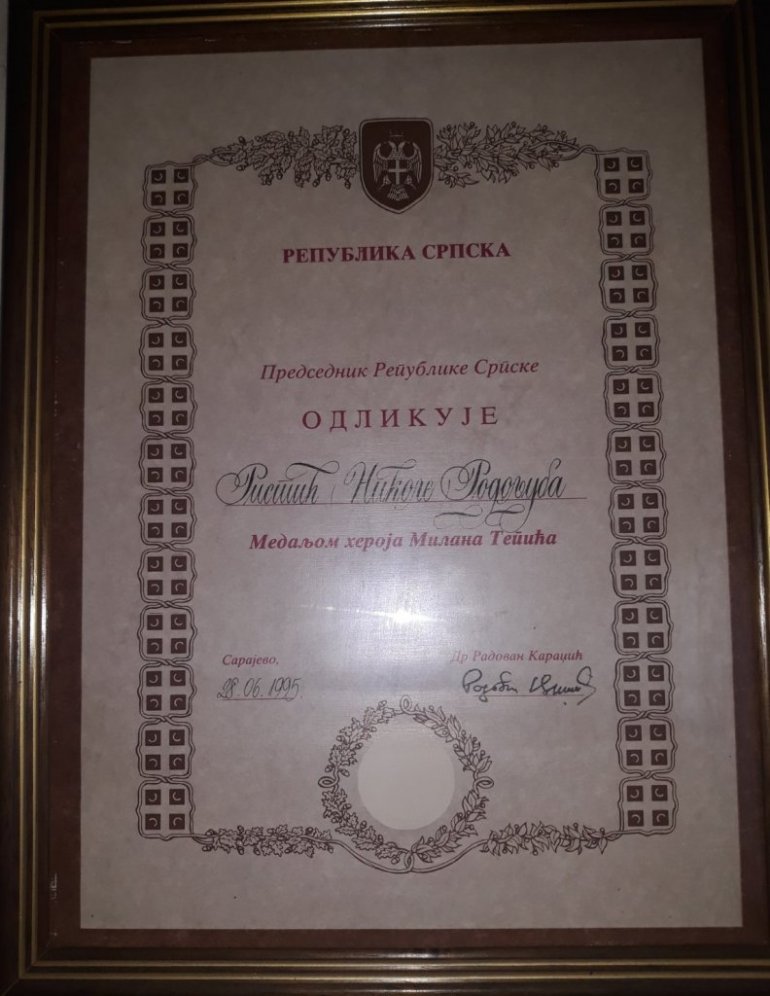 РЕПУБЛИКА СРПСКА
Председник Републике Српске
ОДЛИКУЈЕ
Ристић Николе Родољуба
Медаљом хероја Милана Тепића
Сарајево,
Др Радован Караџић
28.06.1995